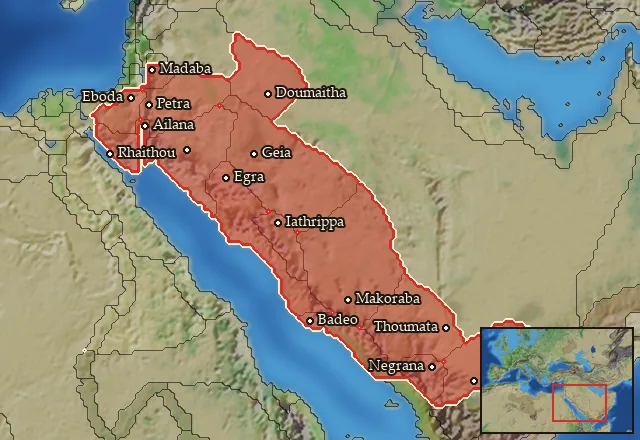 Madaba
Eboda
Doumaitha
Petra
Ailana
Rhaithou
Geia
Egra
Iathrippa
Makoraba
Badeo
Thoumata
Negrana